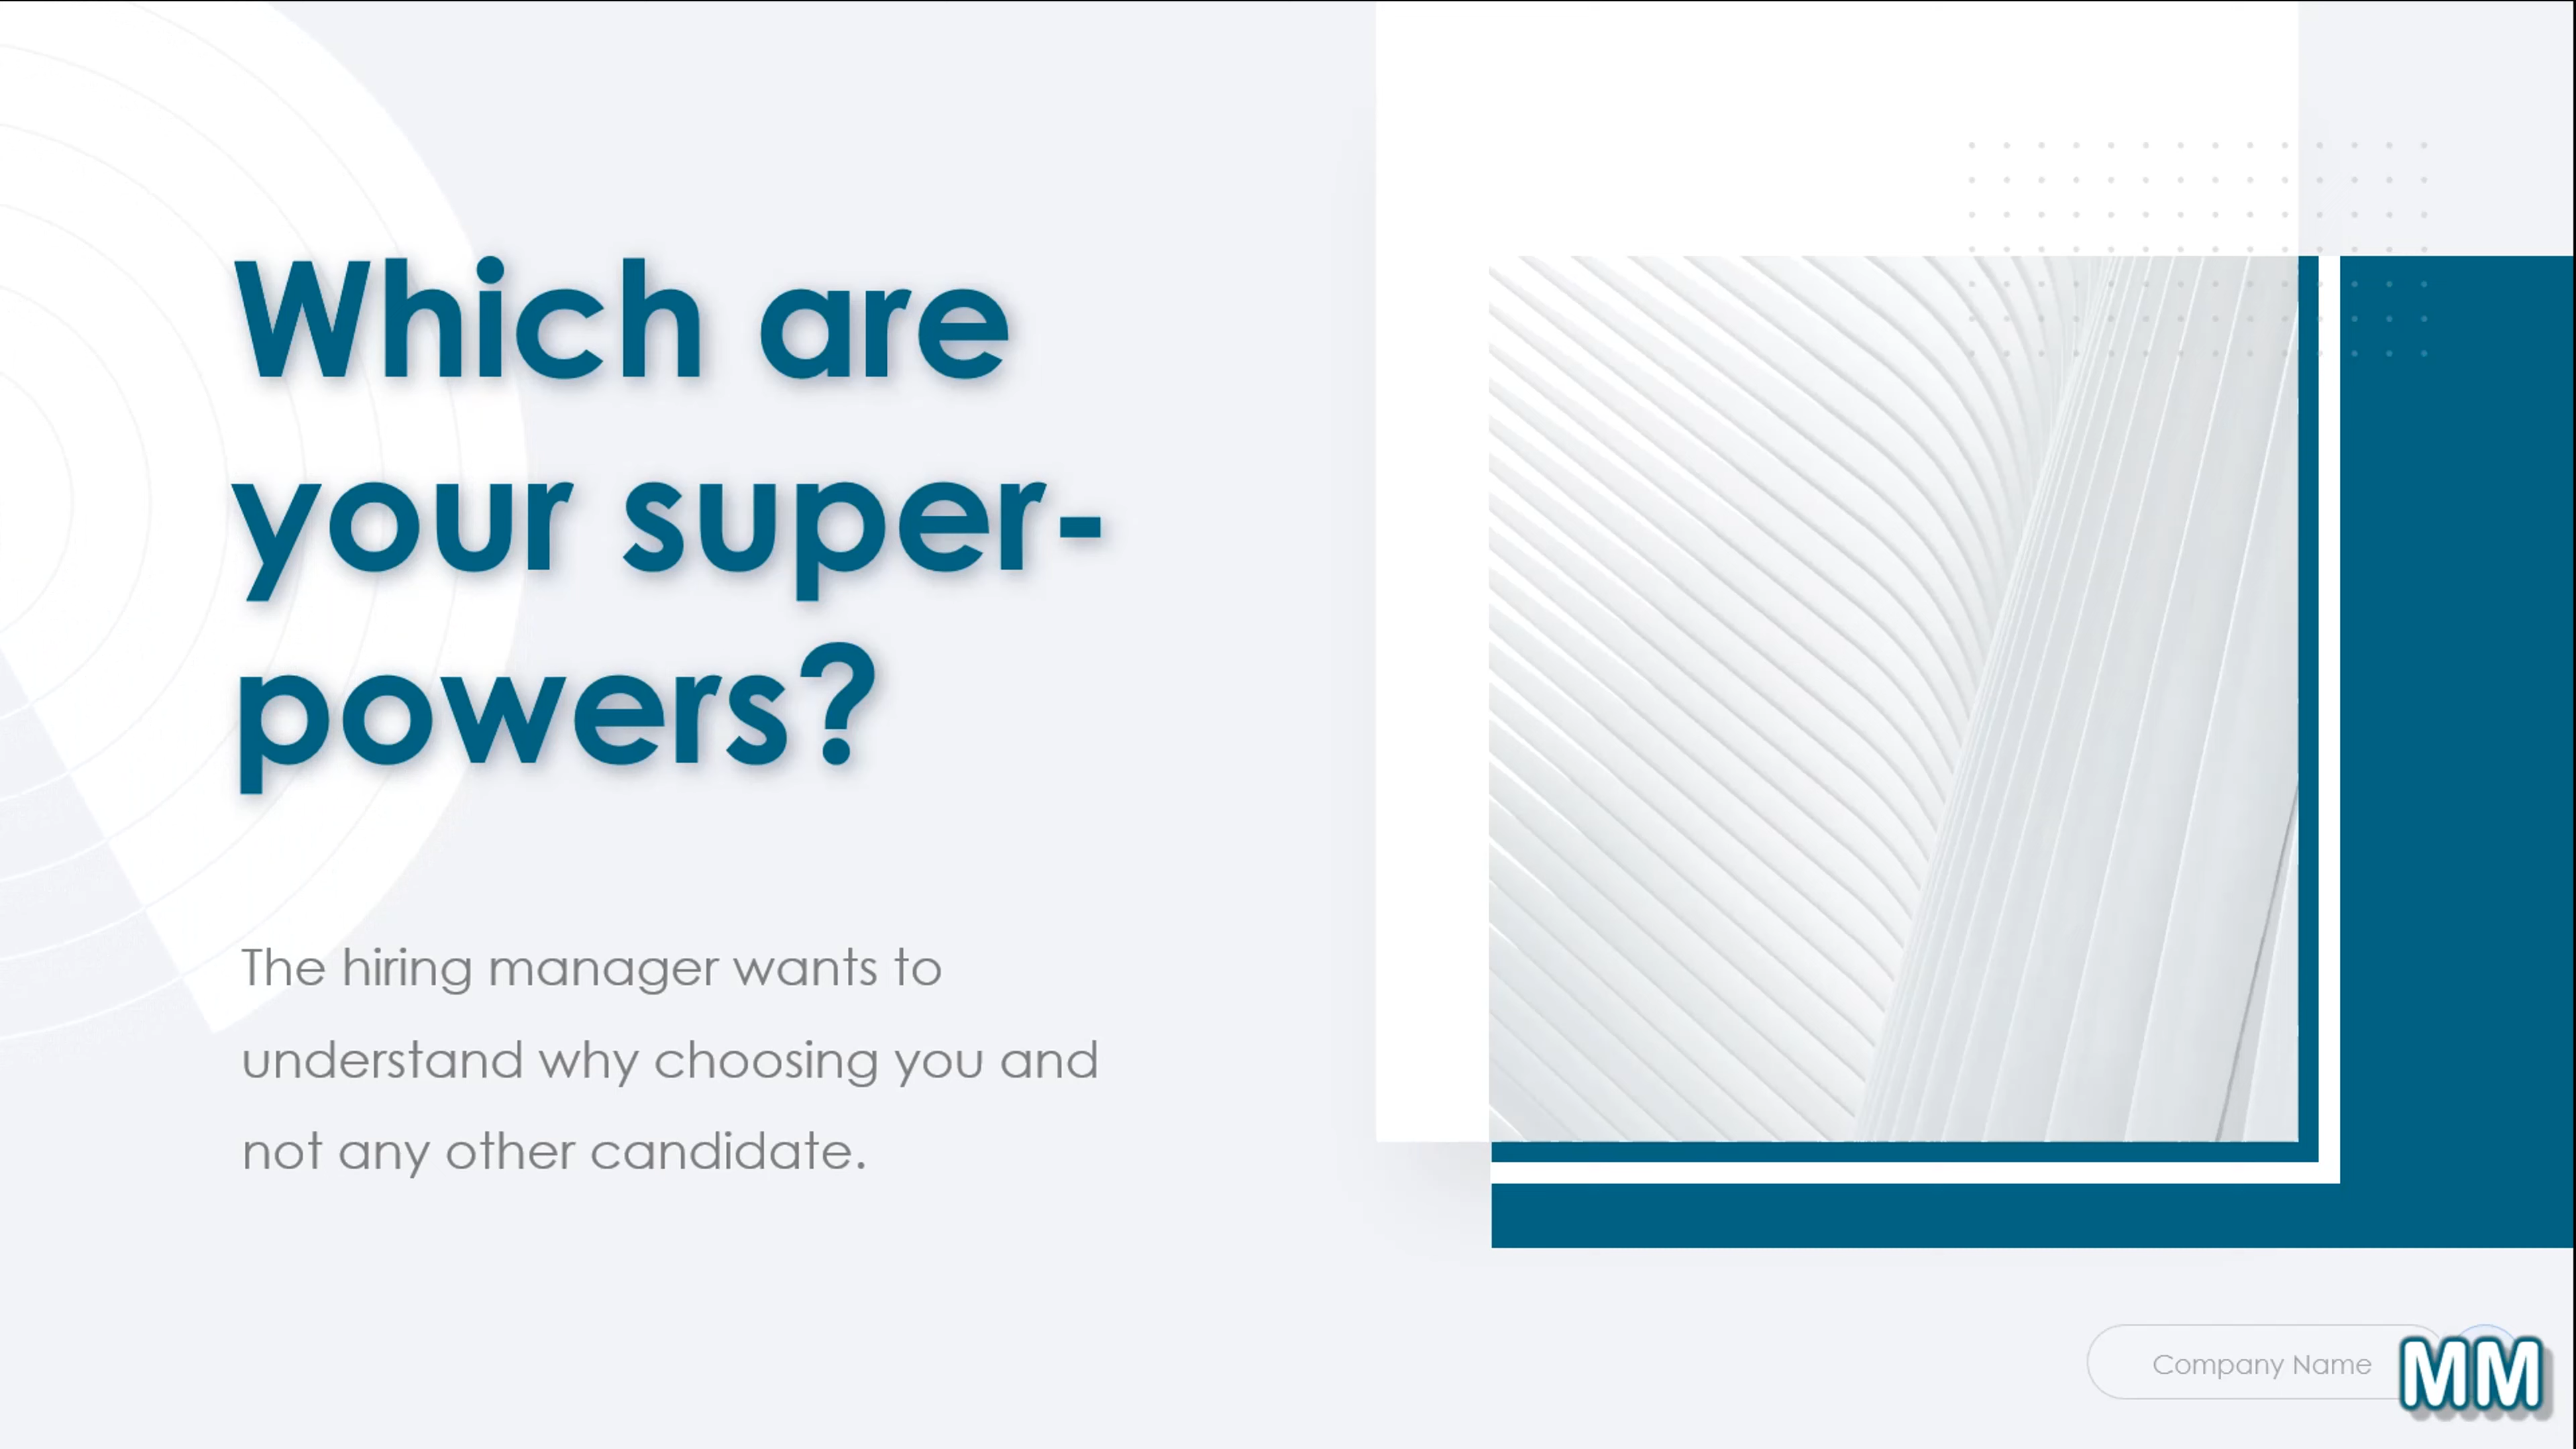 Which are
your super-
powers?
The hiring manager wants to
understand why choosing you and
not any other candidate.
Company Name
MM